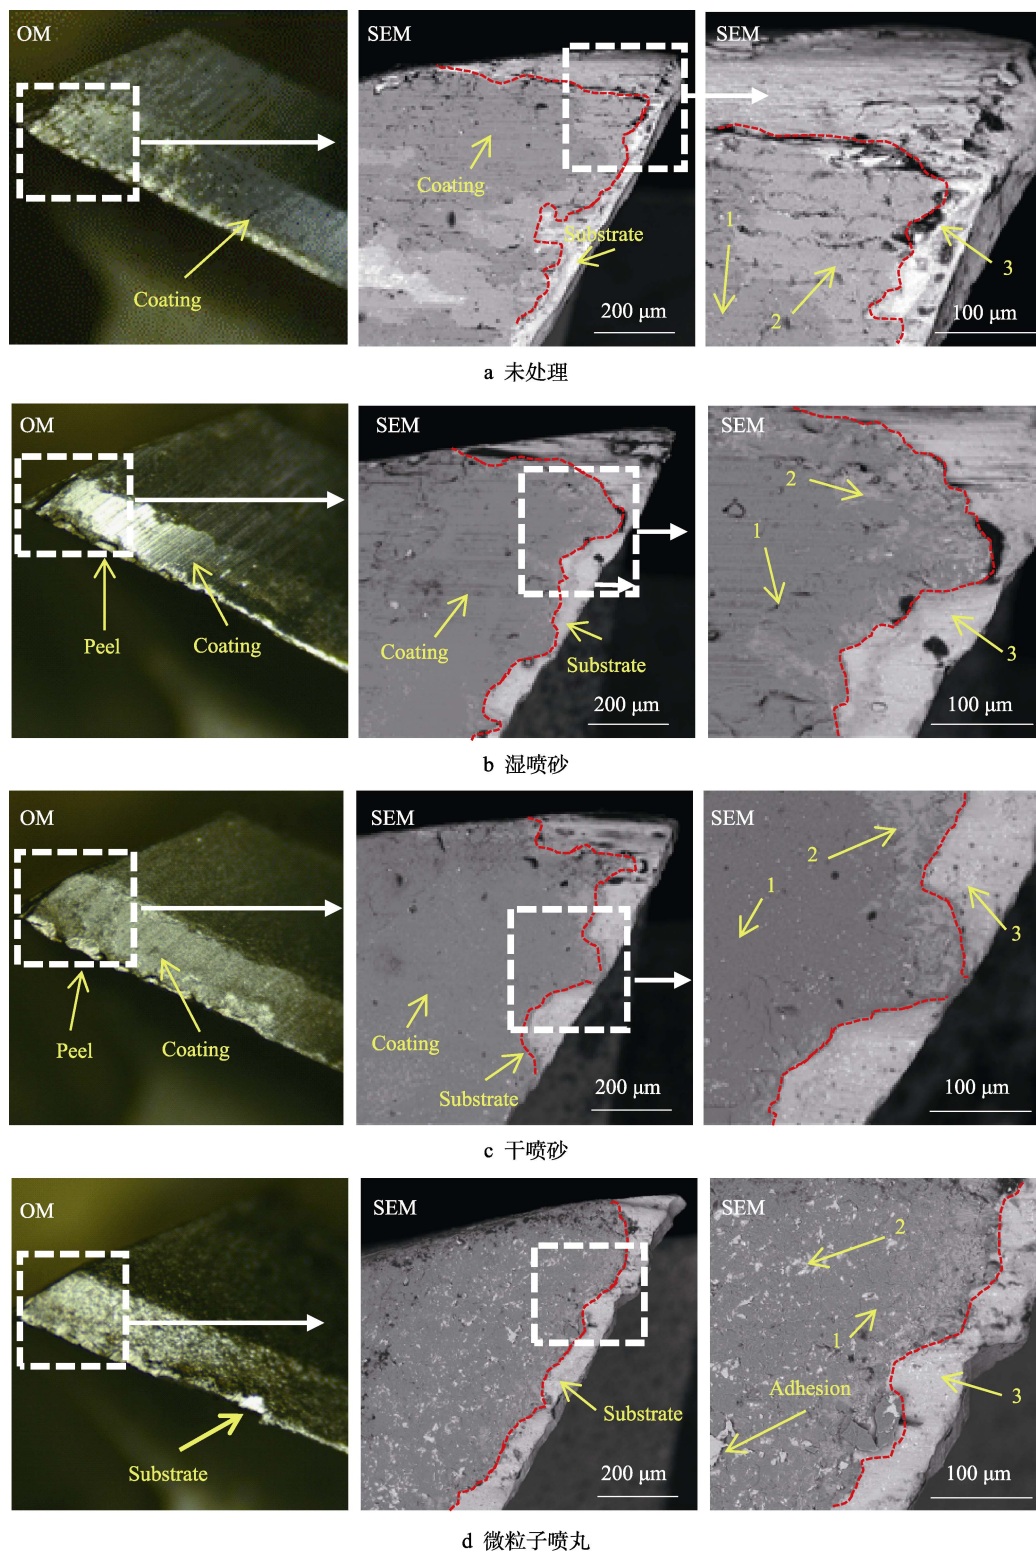 OM
SEM
SEM
Coating
Coating
Substrate
1
2
3
200 μm
100 μm
a 未处理
OM
SEM
SEM
Peel
Coating
Coating
Substrate
2
1
3
200 μm
100 μm
b 湿喷砂
OM
SEM
SEM
Peel
Coating
Coating
Substrate
2
1
3
200 μm
100 μm
c 干喷砂
OM
SEM
SEM
Substrate
Substrate
2
1
Adhesion
3
200 μm
100 μm
d 微粒子喷丸